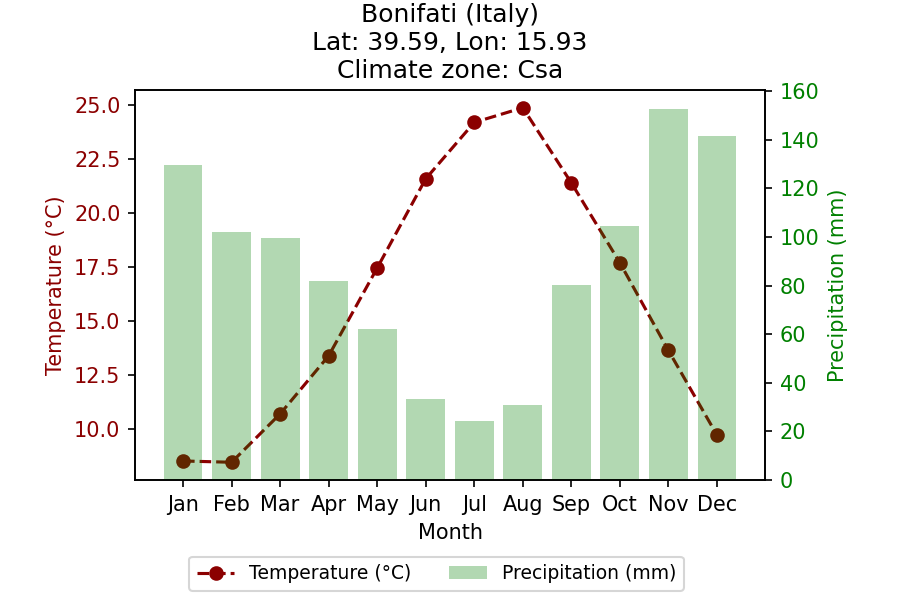 Bonifati (Italy)
Lat: 39.59, Lon: 15.93
Climate zone: Csa
Temperature (°C)
25.0
22.5
20.0
17.5
15.0
12.5
10.0
160
140
120
100
80
60
40
20
0
Precipitation (mm)
Jan Feb Mar Apr May Jun Jul Aug Sep Oct Nov Dec
Month
Temperature (°C) Precipitation (mm)